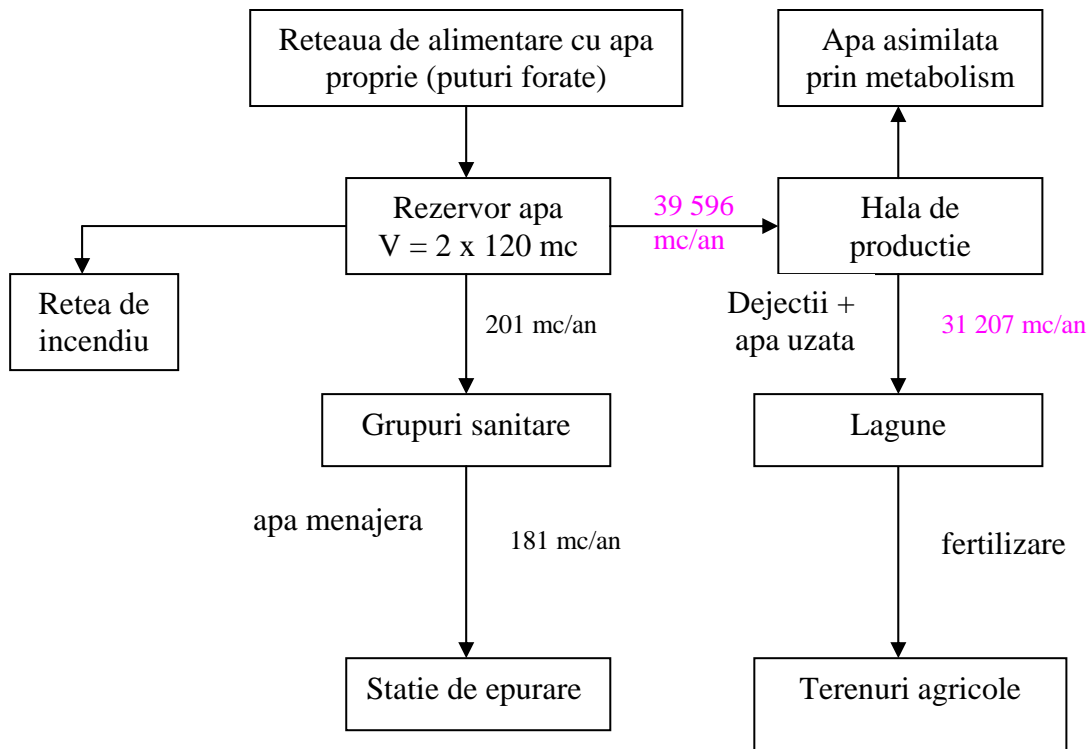 Reteaua de alimentare cu apa
proprie (puturi forate)
Apa asimilata
prin metabolism
Rezervor apa
V = 2 x 120 mc
39 596
mc/an
Hala de
productie
Retea de
incendiu
201 mc/an
Dejectii +
apa uzata
31 207 mc/an
Grupuri sanitare
Lagune
apa menajera
181 mc/an
fertilizare
Statie de epurare
Terenuri agricole